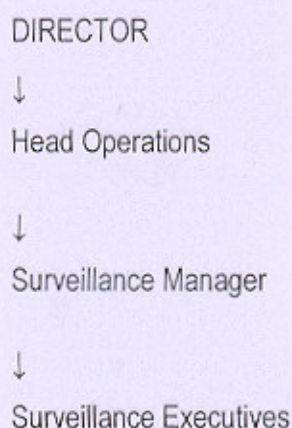 DIRECTOR
↓
Head Operations
↓
Surveillance Manager
↓
Surveillance Executives